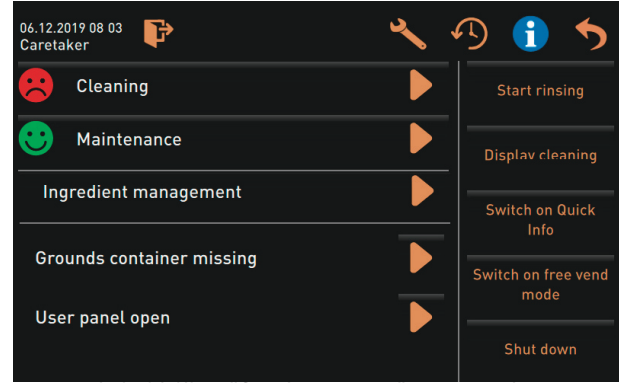 06.12.2019 08 03
Caretaker
i
Cleaning
Maintenance
Ingredient management
Grounds container missing
User panel open
Start rinsing
Display cleaning
Switch on Quick
Info
Switch on free vend
mode
Shut down